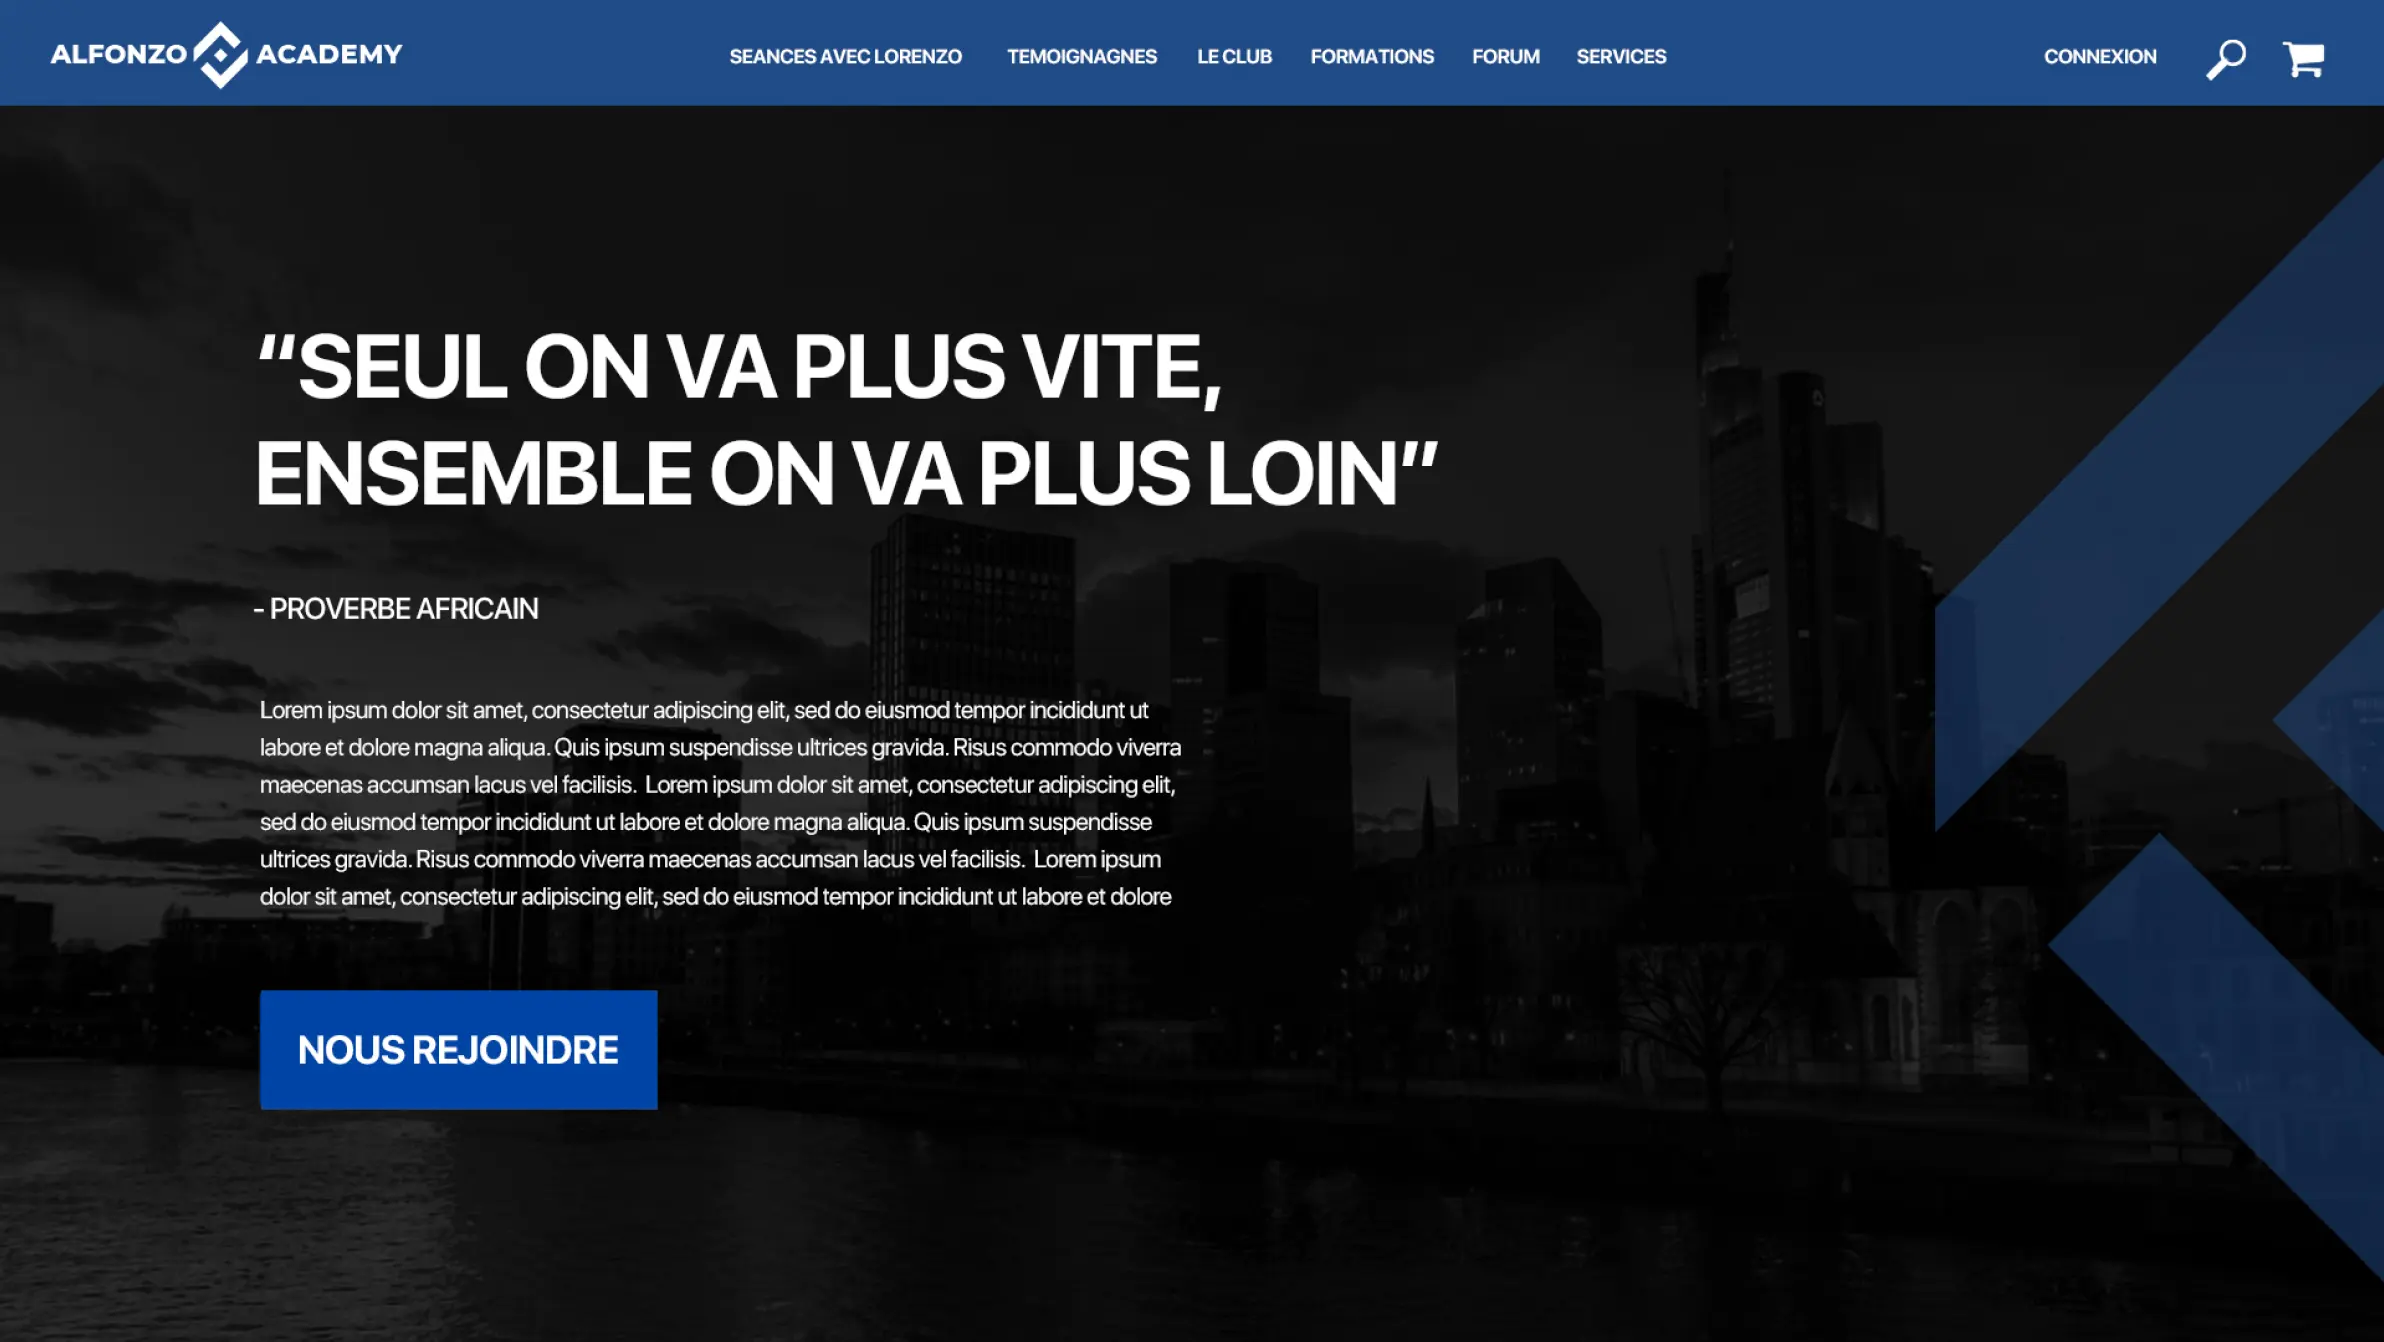 ALFONZO ACADEMY
SEANCES AVEC LORENZO
TEMOIGNAGNES
LE CLUB
FORMATIONS
FORUM
SERVICES
CONNEXION
“SEUL ON VA PLUS VITE,
ENSEMBLE ON VA PLUS LOIN”
- PROVERBE AFRICAIN
Lorem ipsum dolor sit amet, consectetur adipiscing elit, sed do eiusmod tempor incididunt ut
labore et dolore magna aliqua. Quis ipsum suspendisse ultrices gravida. Risus commodo viverra
maecenas accumsan lacus vel facilisis. Lorem ipsum dolor sit amet, consectetur adipiscing elit,
sed do eiusmod tempor incididunt ut labore et dolore magna aliqua. Quis ipsum suspendisse
ultrices gravida. Risus commodo viverra maecenas accumsan lacus vel facilisis. Lorem ipsum
dolor sit amet, consectetur adipiscing elit, sed do eiusmod tempor incididunt ut labore et dolore
NOUS REJOINDRE